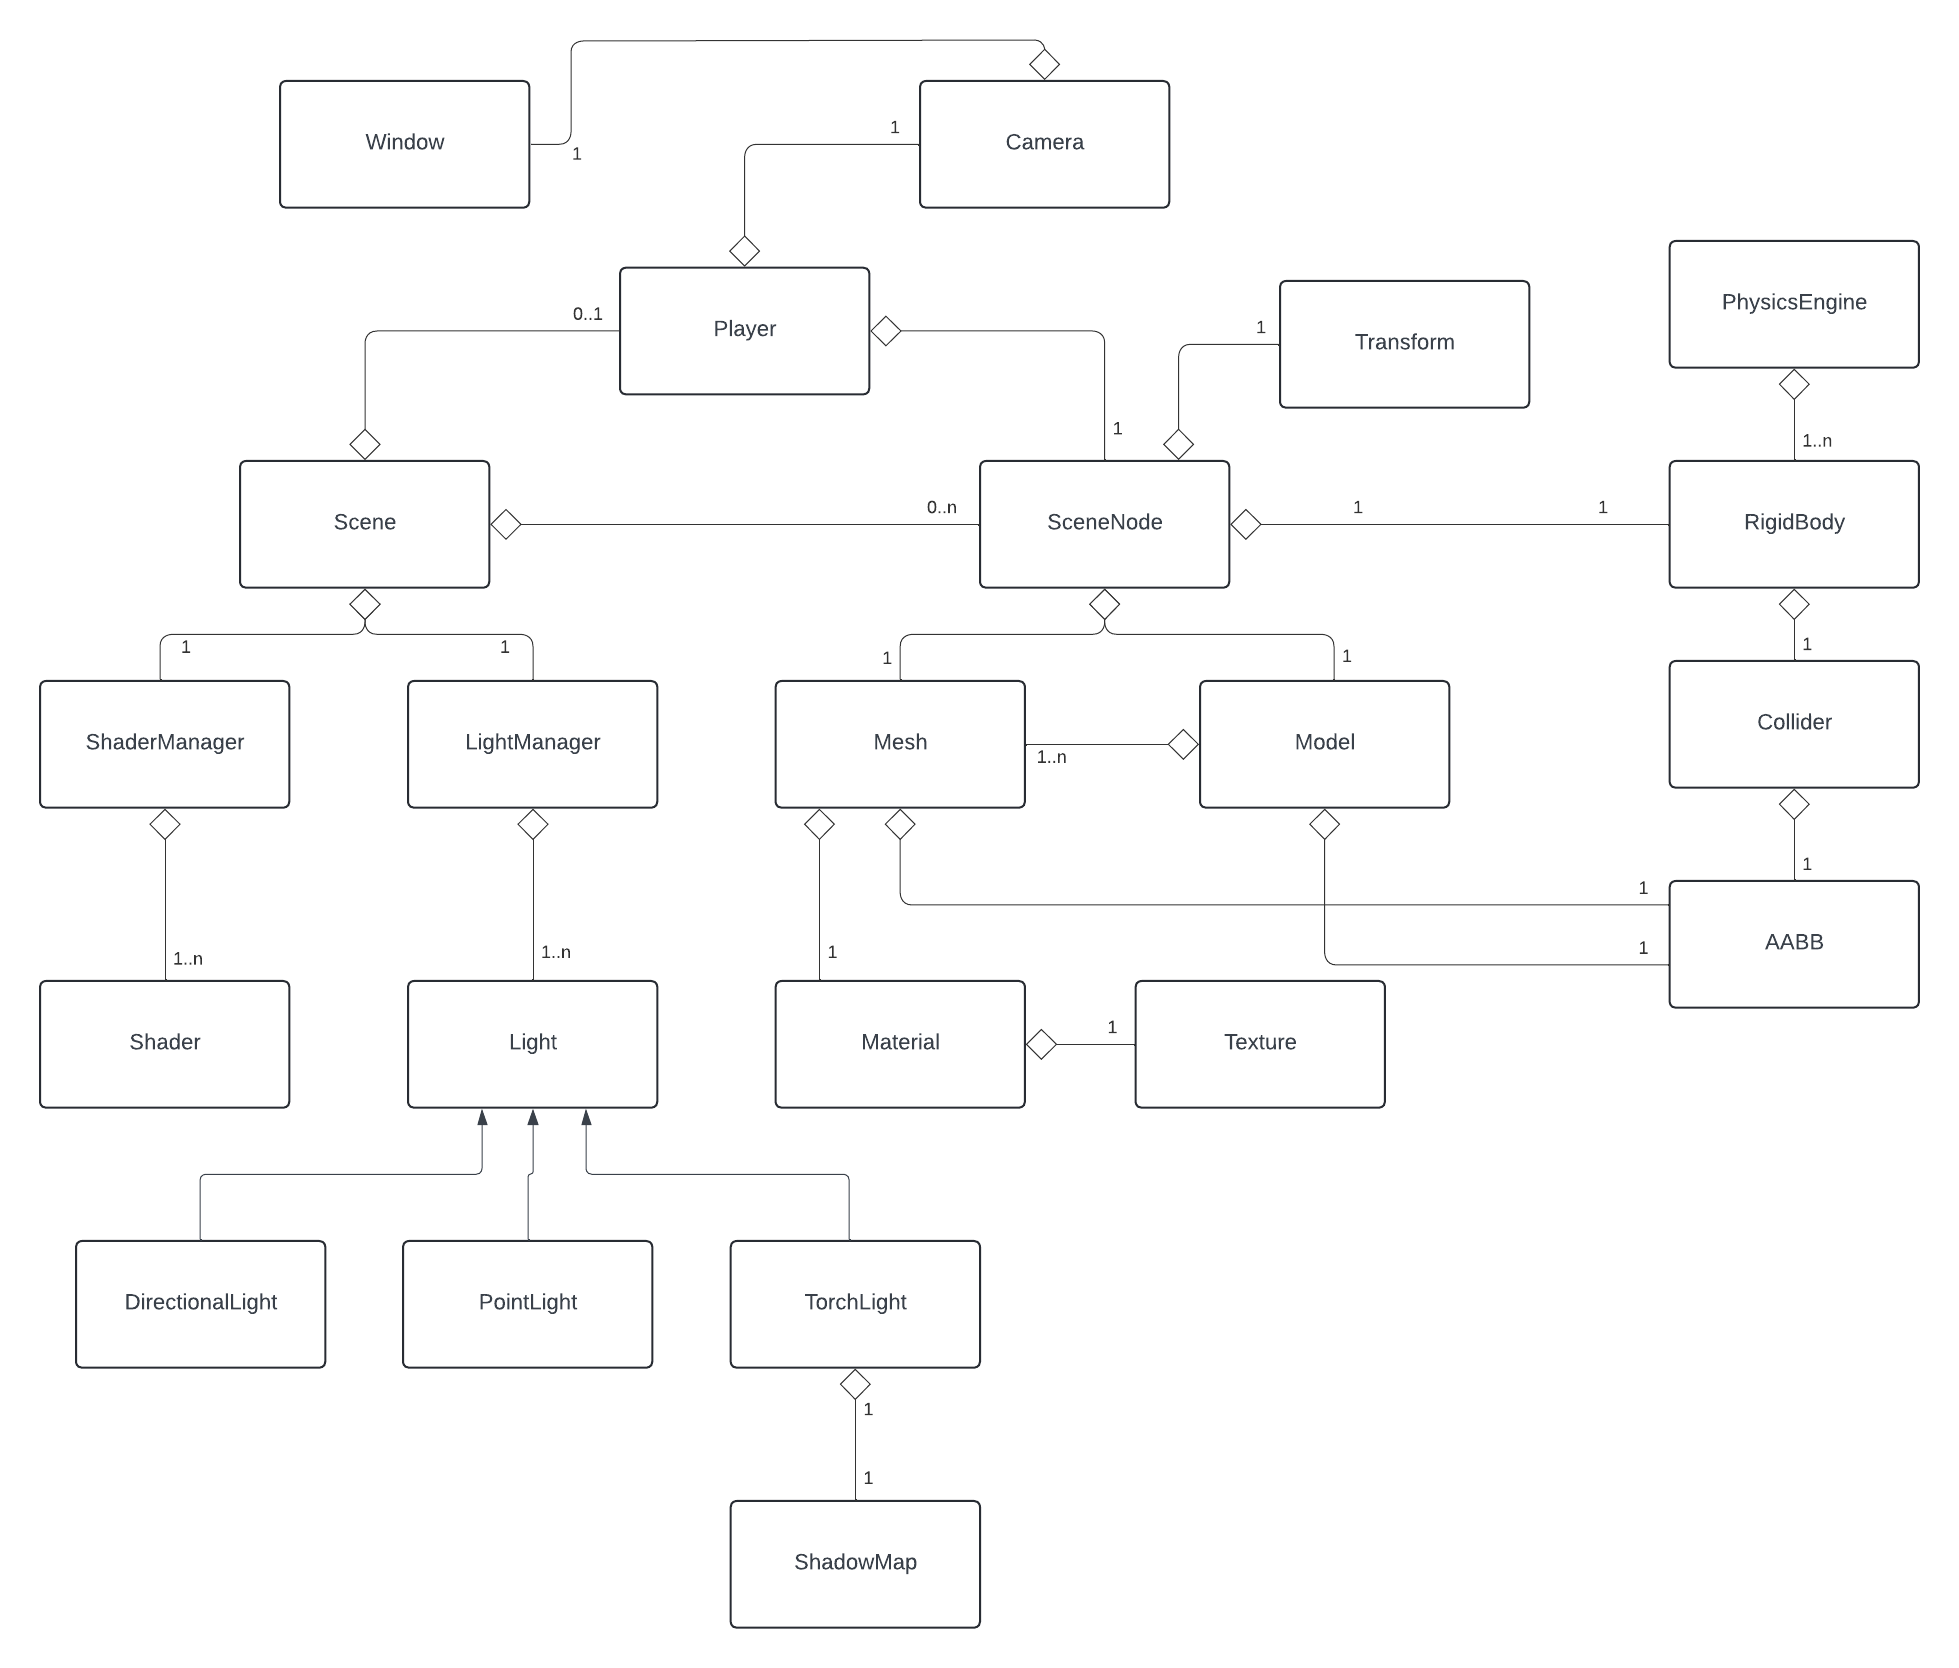 Window
1
1
Camera
PhysicsEngine
0..1
Player
1
Transform
1
1..n
Scene
0..n
SceneNode
1
1
RigidBody
1
1
1
1
1
ShaderManager
LightManager
Mesh
1..n
Model
Collider
1
1
AABB
1
1..n
1..n
1
Shader
Light
Material
1
Texture
DirectionalLight
PointLight
TorchLight
1
1
ShadowMap